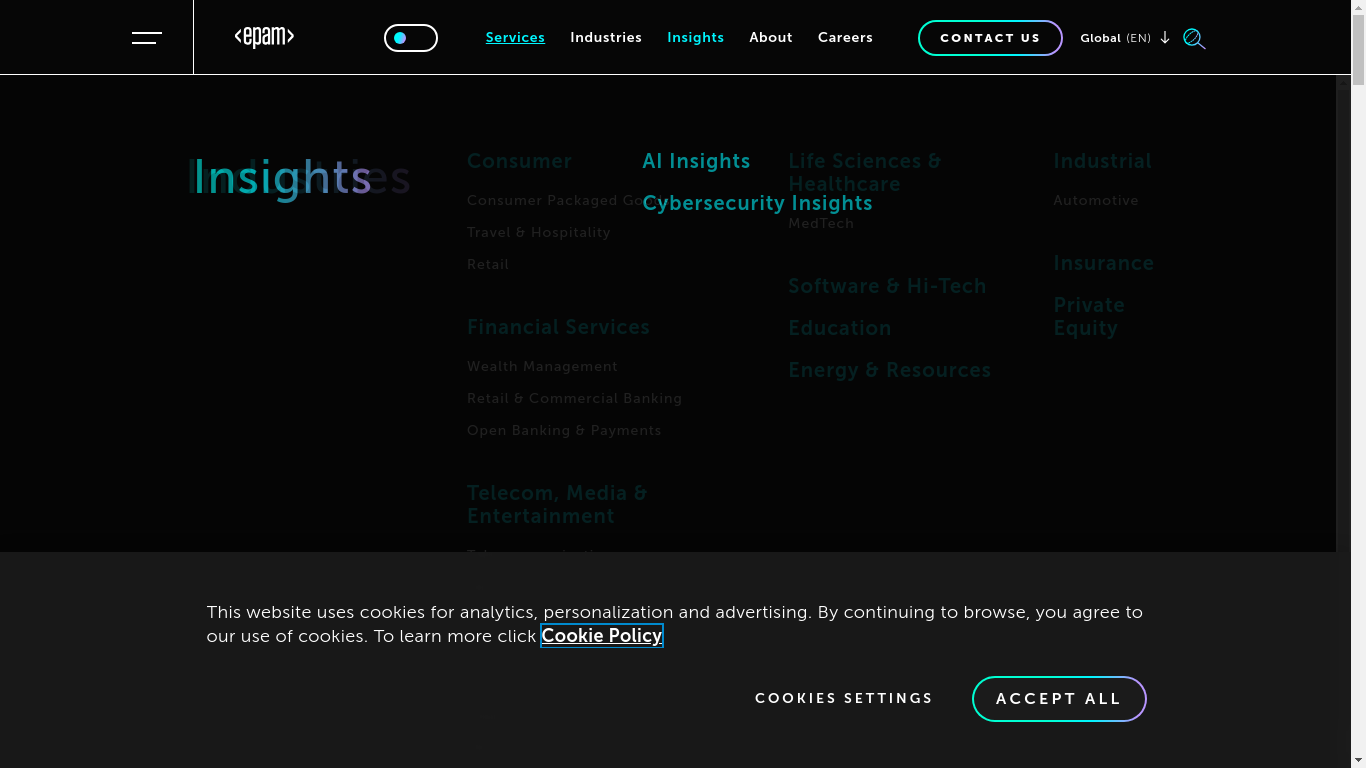 <epam>
Services
Industries
Insights
About
Careers
CONTACT US
Global (EN)
Insights
Industries
Consumer
Consumer Packaged Goods
Travel & Hospitality
Retail
Financial Services
Wealth Management
Retail & Commercial Banking
Open Banking & Payments
Telecom, Media &
Entertainment
AI Insights
Cybersecurity Insights
Life Sciences &
Healthcare
MedTech
Software & Hi-Tech
Education
Energy & Resources
Industrial
Automotive
Insurance
Private
Equity
This website uses cookies for analytics, personalization and advertising. By continuing to browse, you agree to
our use of cookies. To learn more click Cookie Policy
COOKIES SETTINGS
ACCEPT ALL